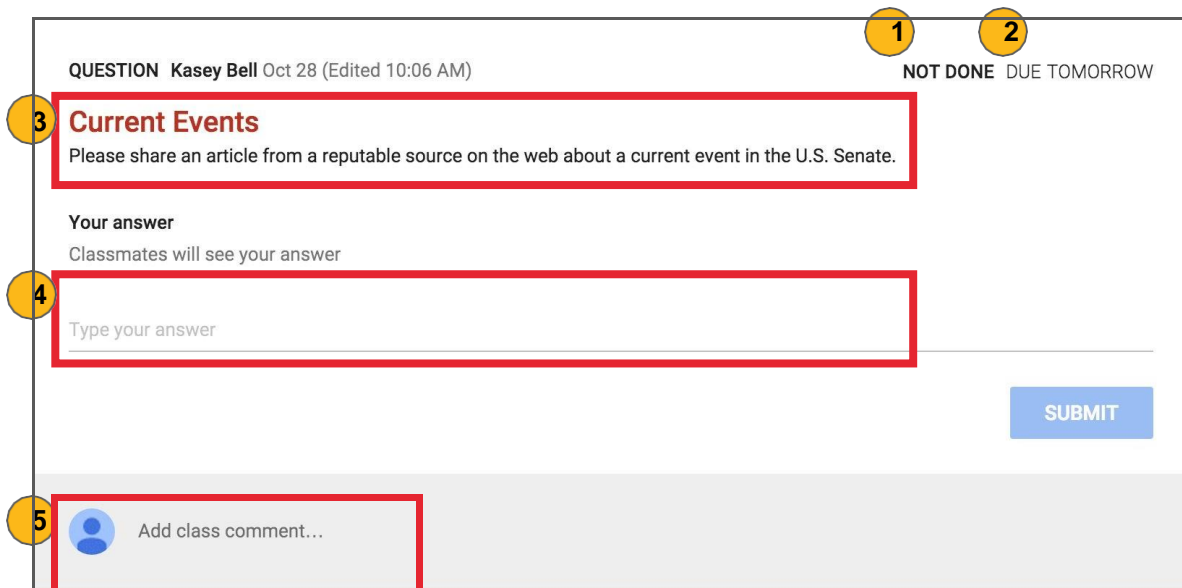 1 2
QUESTION Kasey Bell Oct 28 (Edited 10:06 AM) NOT DONE DUE TOMORROW
3 Current Events
Please share an article from a reputable source on the web about a current event in the U.S. Senate.
Your answer
Classmates will see your answer
4
Type your answer
SUBMIT
5 Add class comment...